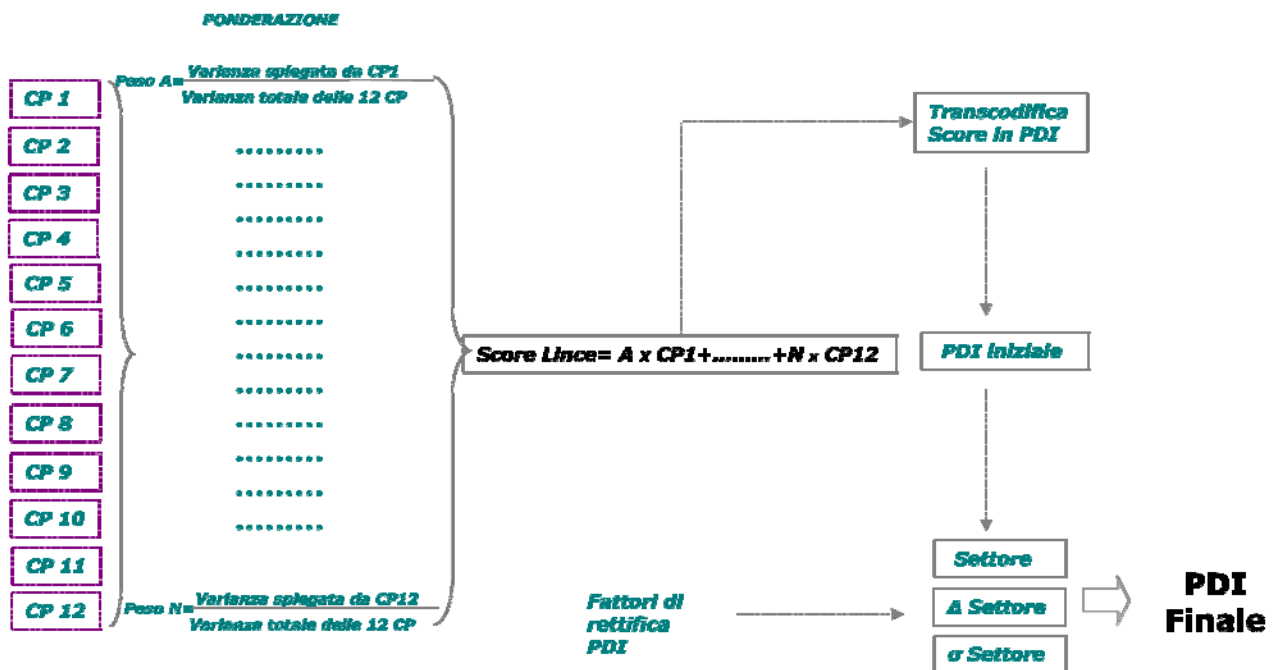 PONDERAZIONE
CP 1
CP 2
CP 3
CP 4
CP 5
CP 6
CP 7
CP 8
CP 9
CP 10
CP 11
CP 12
Peso A= Varianza spiegata da CP1
Varianza totale delle 12 CP
.........
.........
.........
.........
.........
.........
.........
.........
.........
.........
.........
.........
Peso N= Varianza spiegata da CP12
Varianza totale delle 12 CP
Score Lince= A x CP1+.........+N x CP12
Transcodifica
Score in PDI
PDI iniziale
Fattori di
rettifica
PDI
Settore
Δ Settore
σ Settore
PDI
Finale